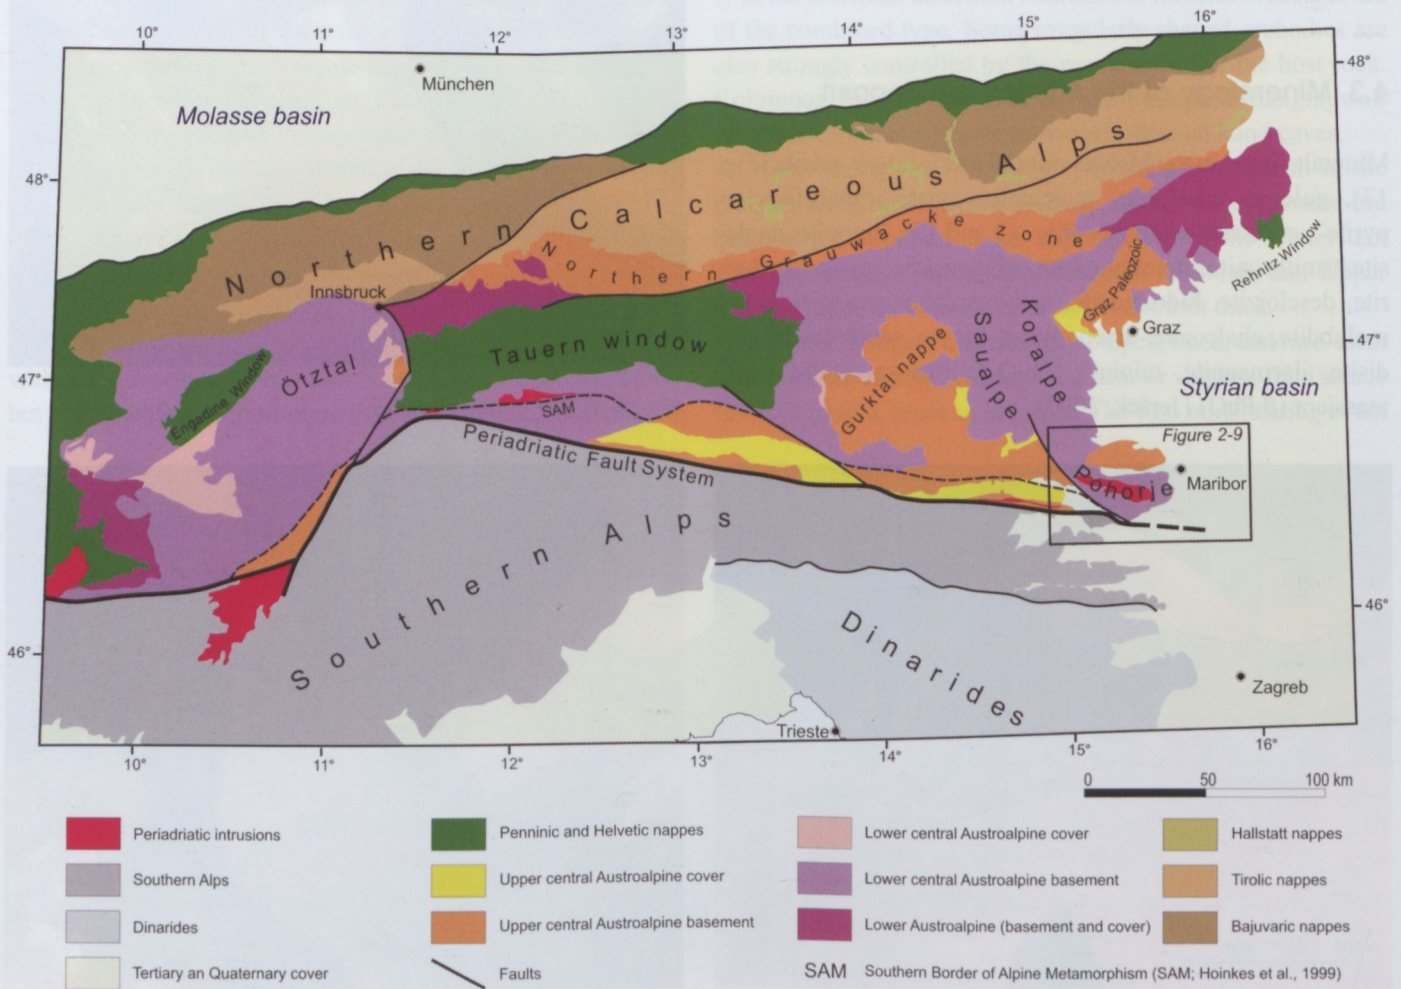 10° 11° 12° 13° 14° 15° 16°
48°
München
Molasse basin
48°
Northern Calcareous Alps
Northern Grauwacke zone
Rehnitz Window
Innsbruck
Graz Paleozoic
Graz
47°
Tauern window
Saualpe
Koralpe
Gurktal nappe
47°
Ötztal
Engadine Window
Styrian basin
SAM
Periadriatic Fault System
Figure 2-9
Pohorje
Maribor
Southern Alps
46°
46°
Dinarides
Zagreb
Trieste
10° 11° 12° 13° 14° 15° 16°
0 50 100 km
Periadriatic intrusions
Southern Alps
Dinarides
Tertiary an Quaternary cover
Penninic and Helvetic nappes
Upper central Austroalpine cover
Upper central Austroalpine basement
Faults
Lower central Austroalpine cover
Lower central Austroalpine basement
Lower Austroalpine (basement and cover)
SAM Southern Border of Alpine Metamorphism (SAM; Hoinkes et al., 1999)
Hallstatt nappes
Tirolic nappes
Bajuvaric nappes